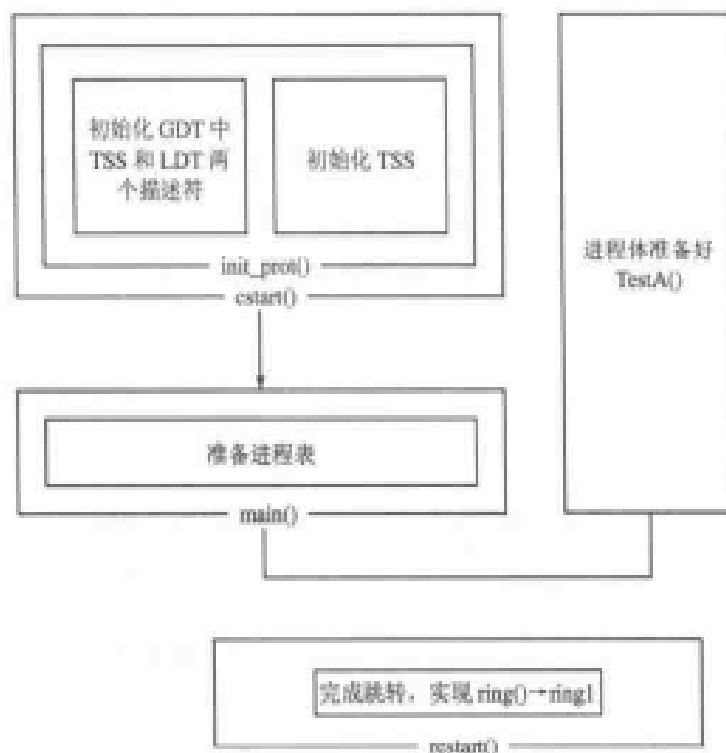 初始化 GDT 中
TSS 和 LDT 两
个描述符
初始化 TSS
init_prot()
cstart()
进程体准备好
TestA()
准备进程表
main()
完成跳转，实现 ring()→ring1
restart()